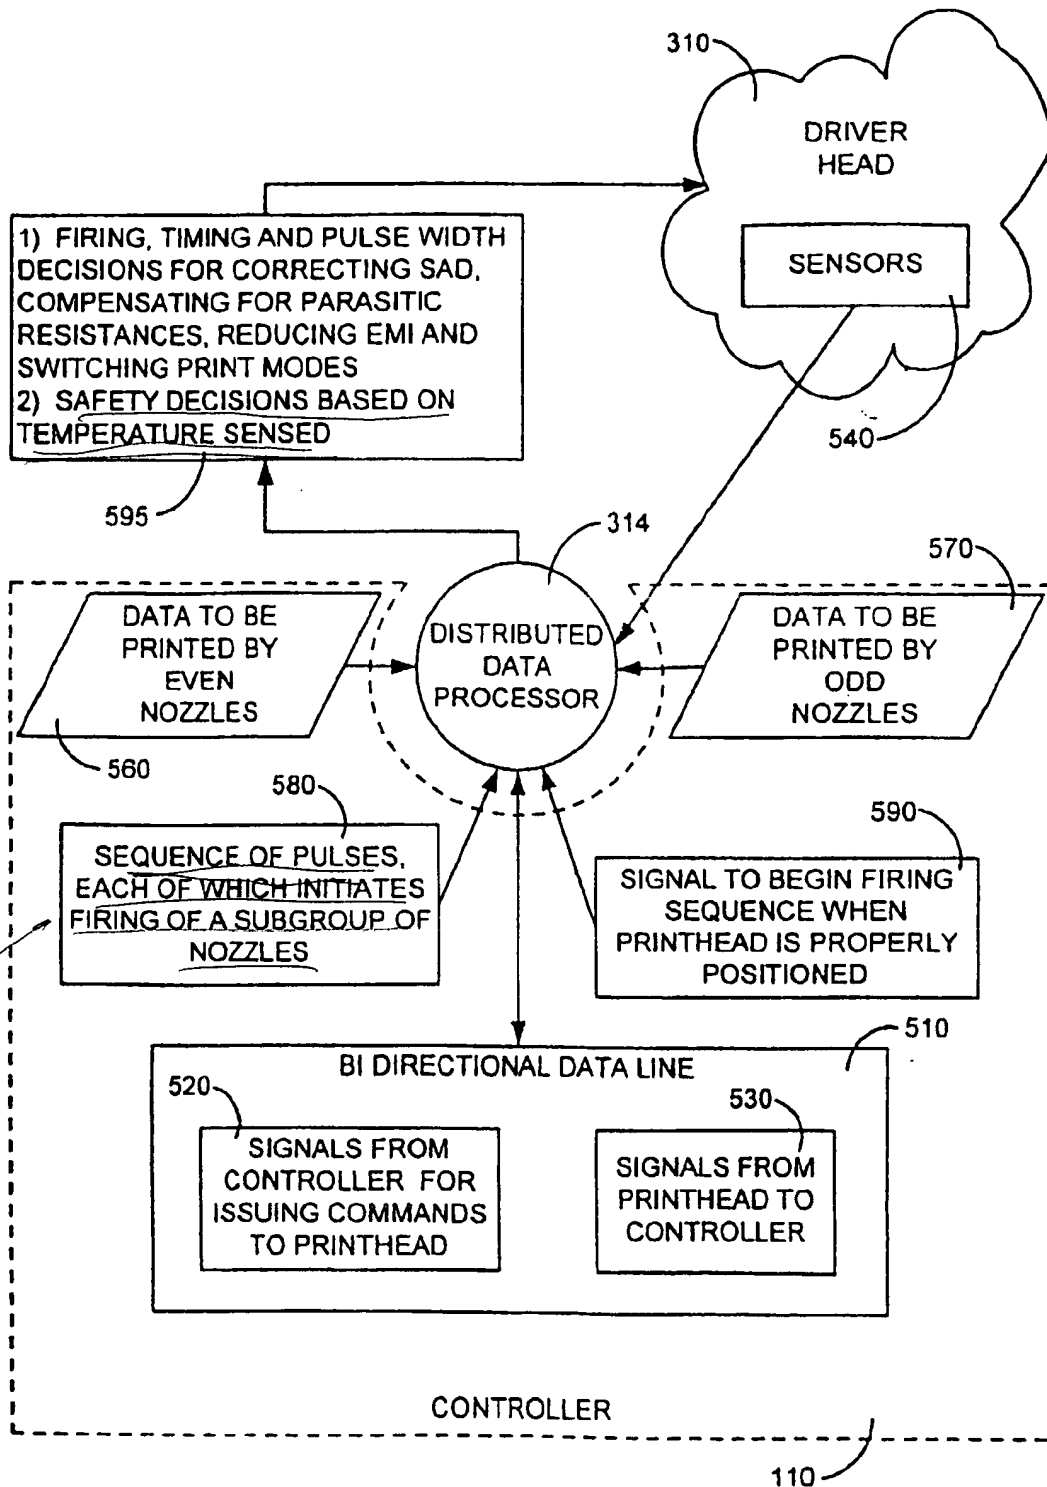 310
DRIVER
HEAD
SENSORS
540
1) FIRING, TIMING AND PULSE WIDTH
DECISIONS FOR CORRECTING SAD,
COMPENSATING FOR PARASITIC
RESISTANCES, REDUCING EMI AND
SWITCHING PRINT MODES
2) SAFETY DECISIONS BASED ON
TEMPERATURE SENSED
595
314
570
DATA TO BE
PRINTED BY
EVEN
NOZZLES
560
DISTRIBUTED
DATA
PROCESSOR
DATA TO BE
PRINTED BY
ODD
NOZZLES
580
SEQUENCE OF PULSES,
EACH OF WHICH INITIATES
FIRING OF A SUBGROUP OF
NOZZLES
590
SIGNAL TO BEGIN FIRING
SEQUENCE WHEN
PRINTHEAD IS PROPERLY
POSITIONED
510
BI DIRECTIONAL DATA LINE
520
SIGNALS FROM
CONTROLLER FOR
ISSUING COMMANDS
TO PRINTHEAD
530
SIGNALS FROM
PRINTHEAD TO
CONTROLLER
CONTROLLER
110